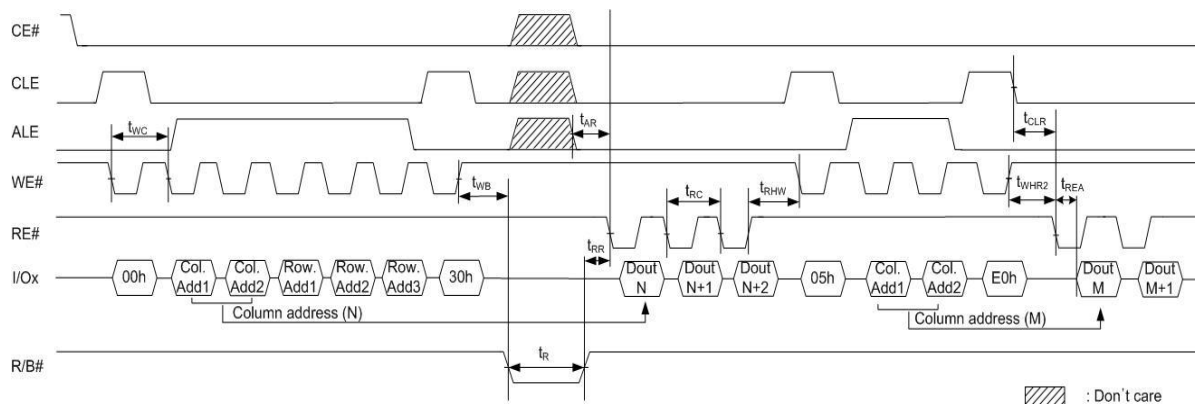 CE#
CLE
ALE
tWC
tAR
tCLR
WE#
tWB
tRC
tRHW
tWHR2
tREA
RE#
tRR
I/Ox
00h
Col. Add1
Col. Add2
Row. Add1
Row. Add2
Row. Add3
30h
Dout N
Dout N+1
Dout N+2
05h
Col. Add1
Col. Add2
E0h
Dout M
Dout M+1
Column address (N)
Column address (M)
R/B#
tR
: Don`t care